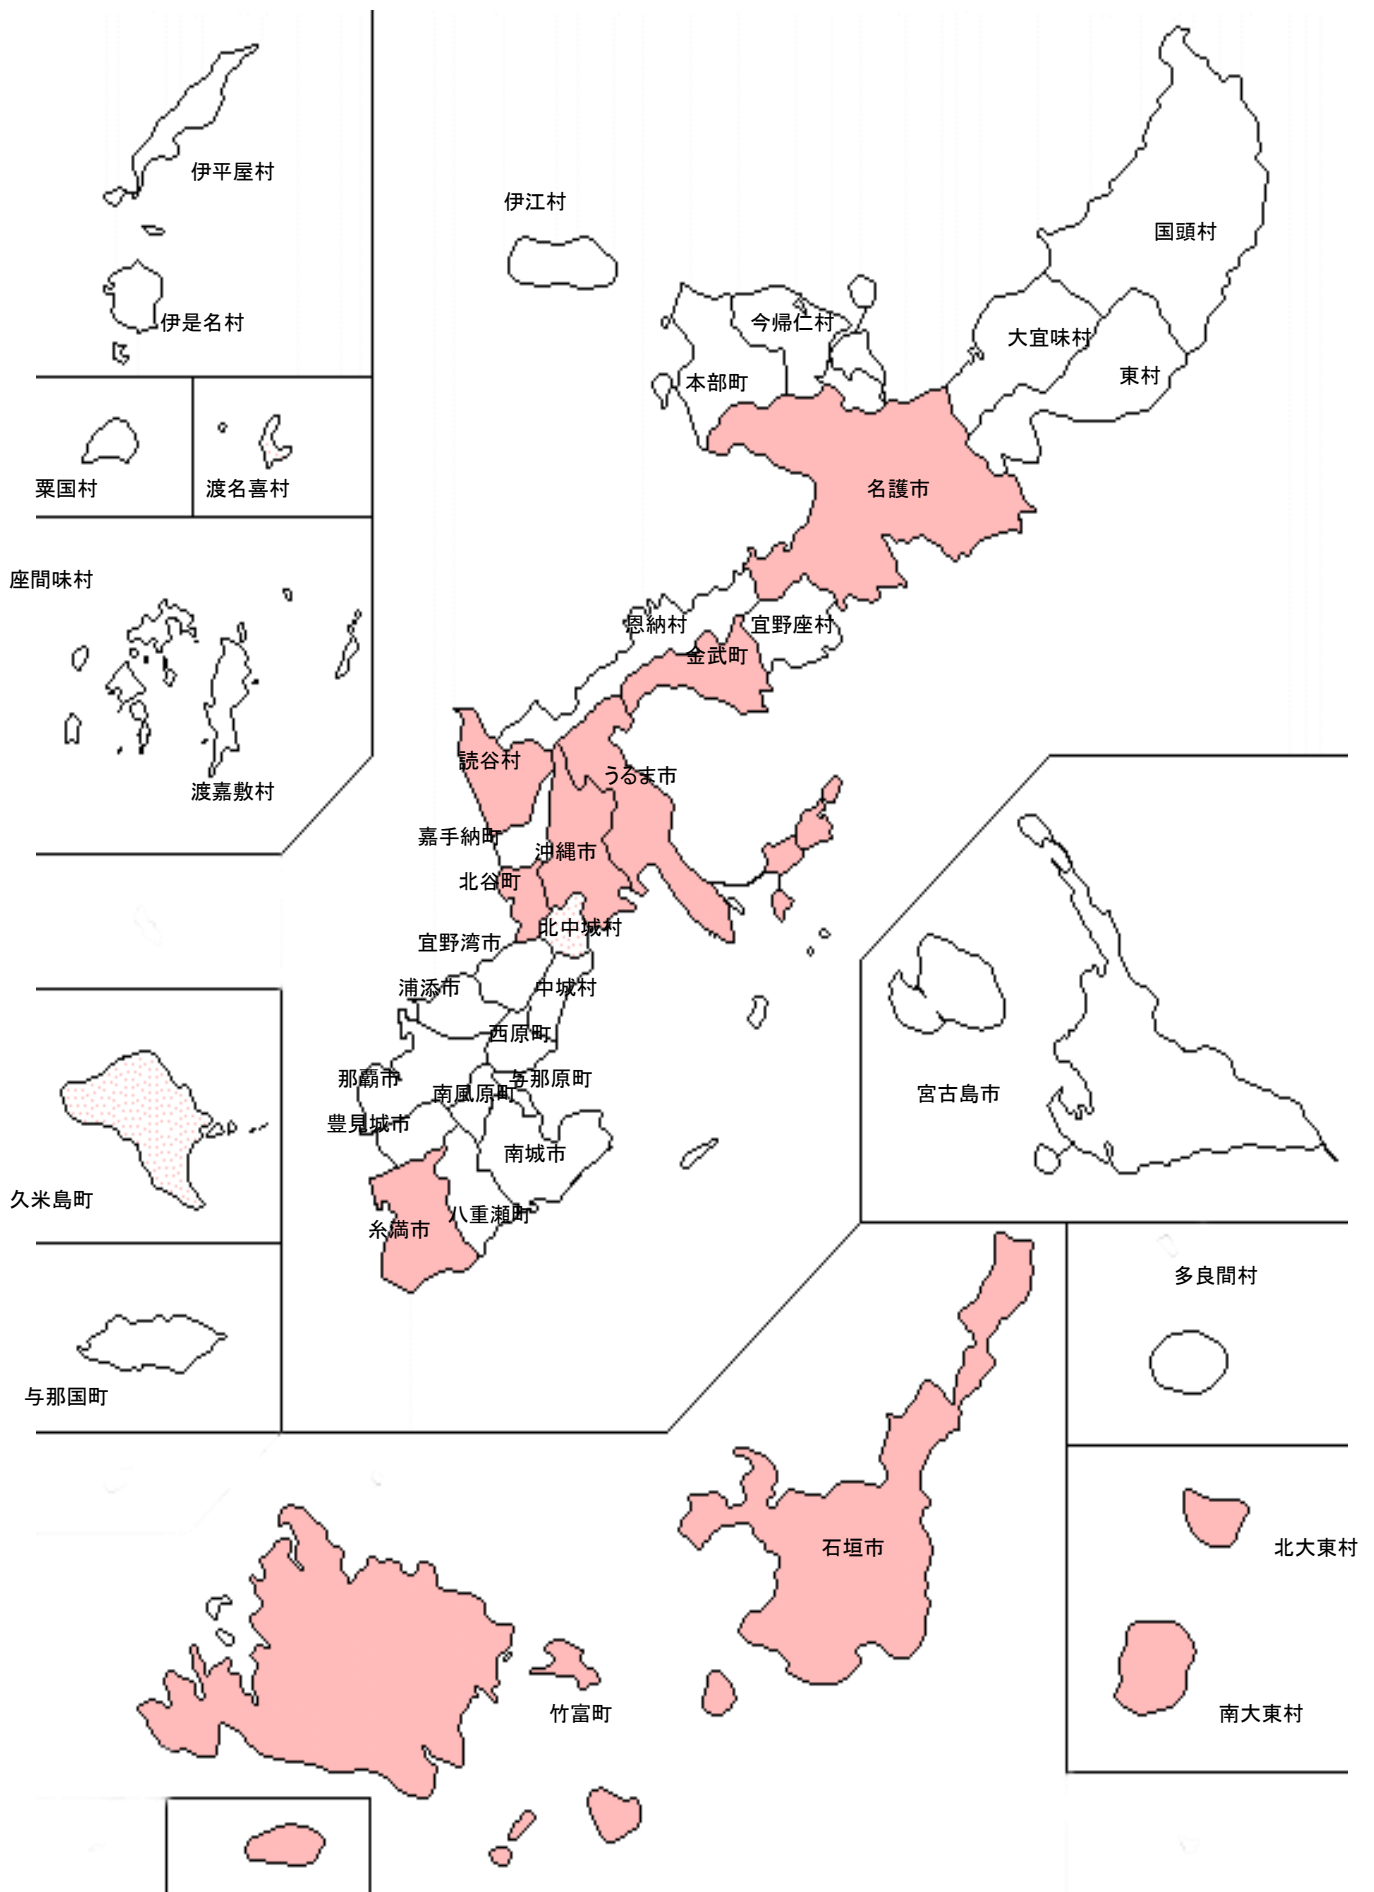 伊平屋村
伊江村
国頭村
伊是名村
今帰仁村
大宜味村
本部町
東村
粟国村
渡名喜村
名護市
座間味村
恩納村
宜野座村
金武町
読谷村
うるま市
渡嘉敷村
嘉手納町
沖縄市
北谷町
北中城村
宜野湾市
浦添市
中城村
西原町
那覇市
与那原町
南風原町
宮古島市
豊見城市
南城市
久米島町
八重瀬町
糸満市
多良間村
与那国町
石垣市
北大東村
竹富町
南大東村